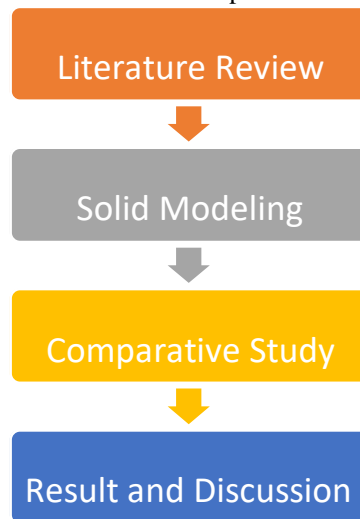 Literature Review
Solid Modeling
Comparative Study
Result and Discussion